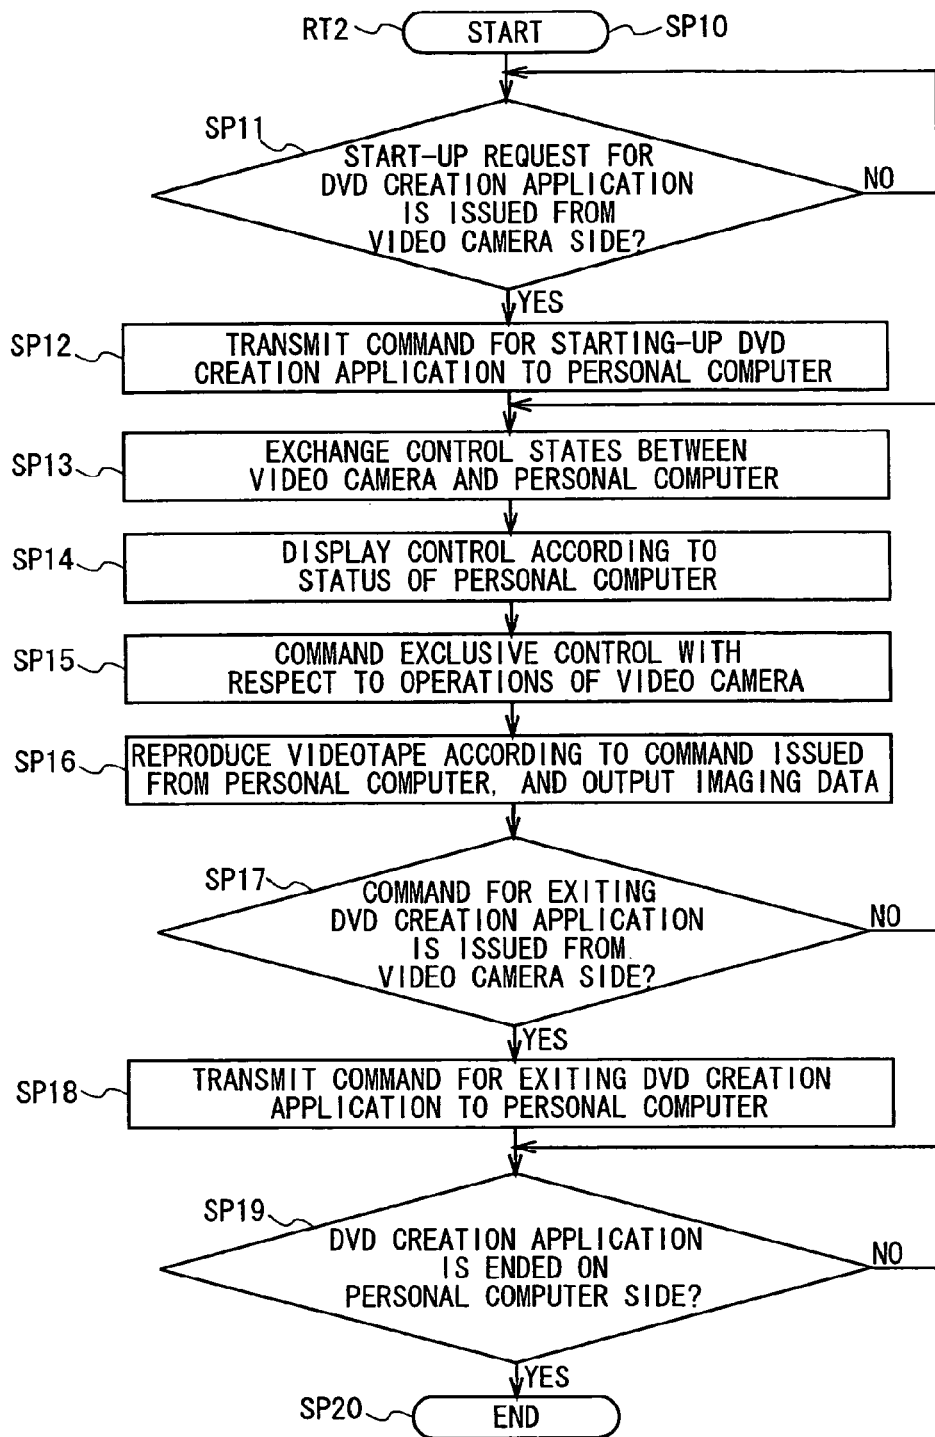 RT2
START
SP10
SP11
START-UP REQUEST FOR
DVD CREATION APPLICATION
IS ISSUED FROM
VIDEO CAMERA SIDE?
NO
YES
SP12
TRANSMIT COMMAND FOR STARTING-UP DVD
CREATION APPLICATION TO PERSONAL COMPUTER
SP13
EXCHANGE CONTROL STATES BETWEEN
VIDEO CAMERA AND PERSONAL COMPUTER
SP14
DISPLAY CONTROL ACCORDING TO
STATUS OF PERSONAL COMPUTER
SP15
COMMAND EXCLUSIVE CONTROL WITH
RESPECT TO OPERATIONS OF VIDEO CAMERA
SP16
REPRODUCE VIDEOTAPE ACCORDING TO COMMAND ISSUED
FROM PERSONAL COMPUTER, AND OUTPUT IMAGING DATA
SP17
COMMAND FOR EXITING
DVD CREATION APPLICATION
IS ISSUED FROM
VIDEO CAMERA SIDE?
NO
YES
SP18
TRANSMIT COMMAND FOR EXITING DVD CREATION
APPLICATION TO PERSONAL COMPUTER
SP19
DVD CREATION APPLICATION
IS ENDED ON
PERSONAL COMPUTER SIDE?
NO
YES
SP20
END